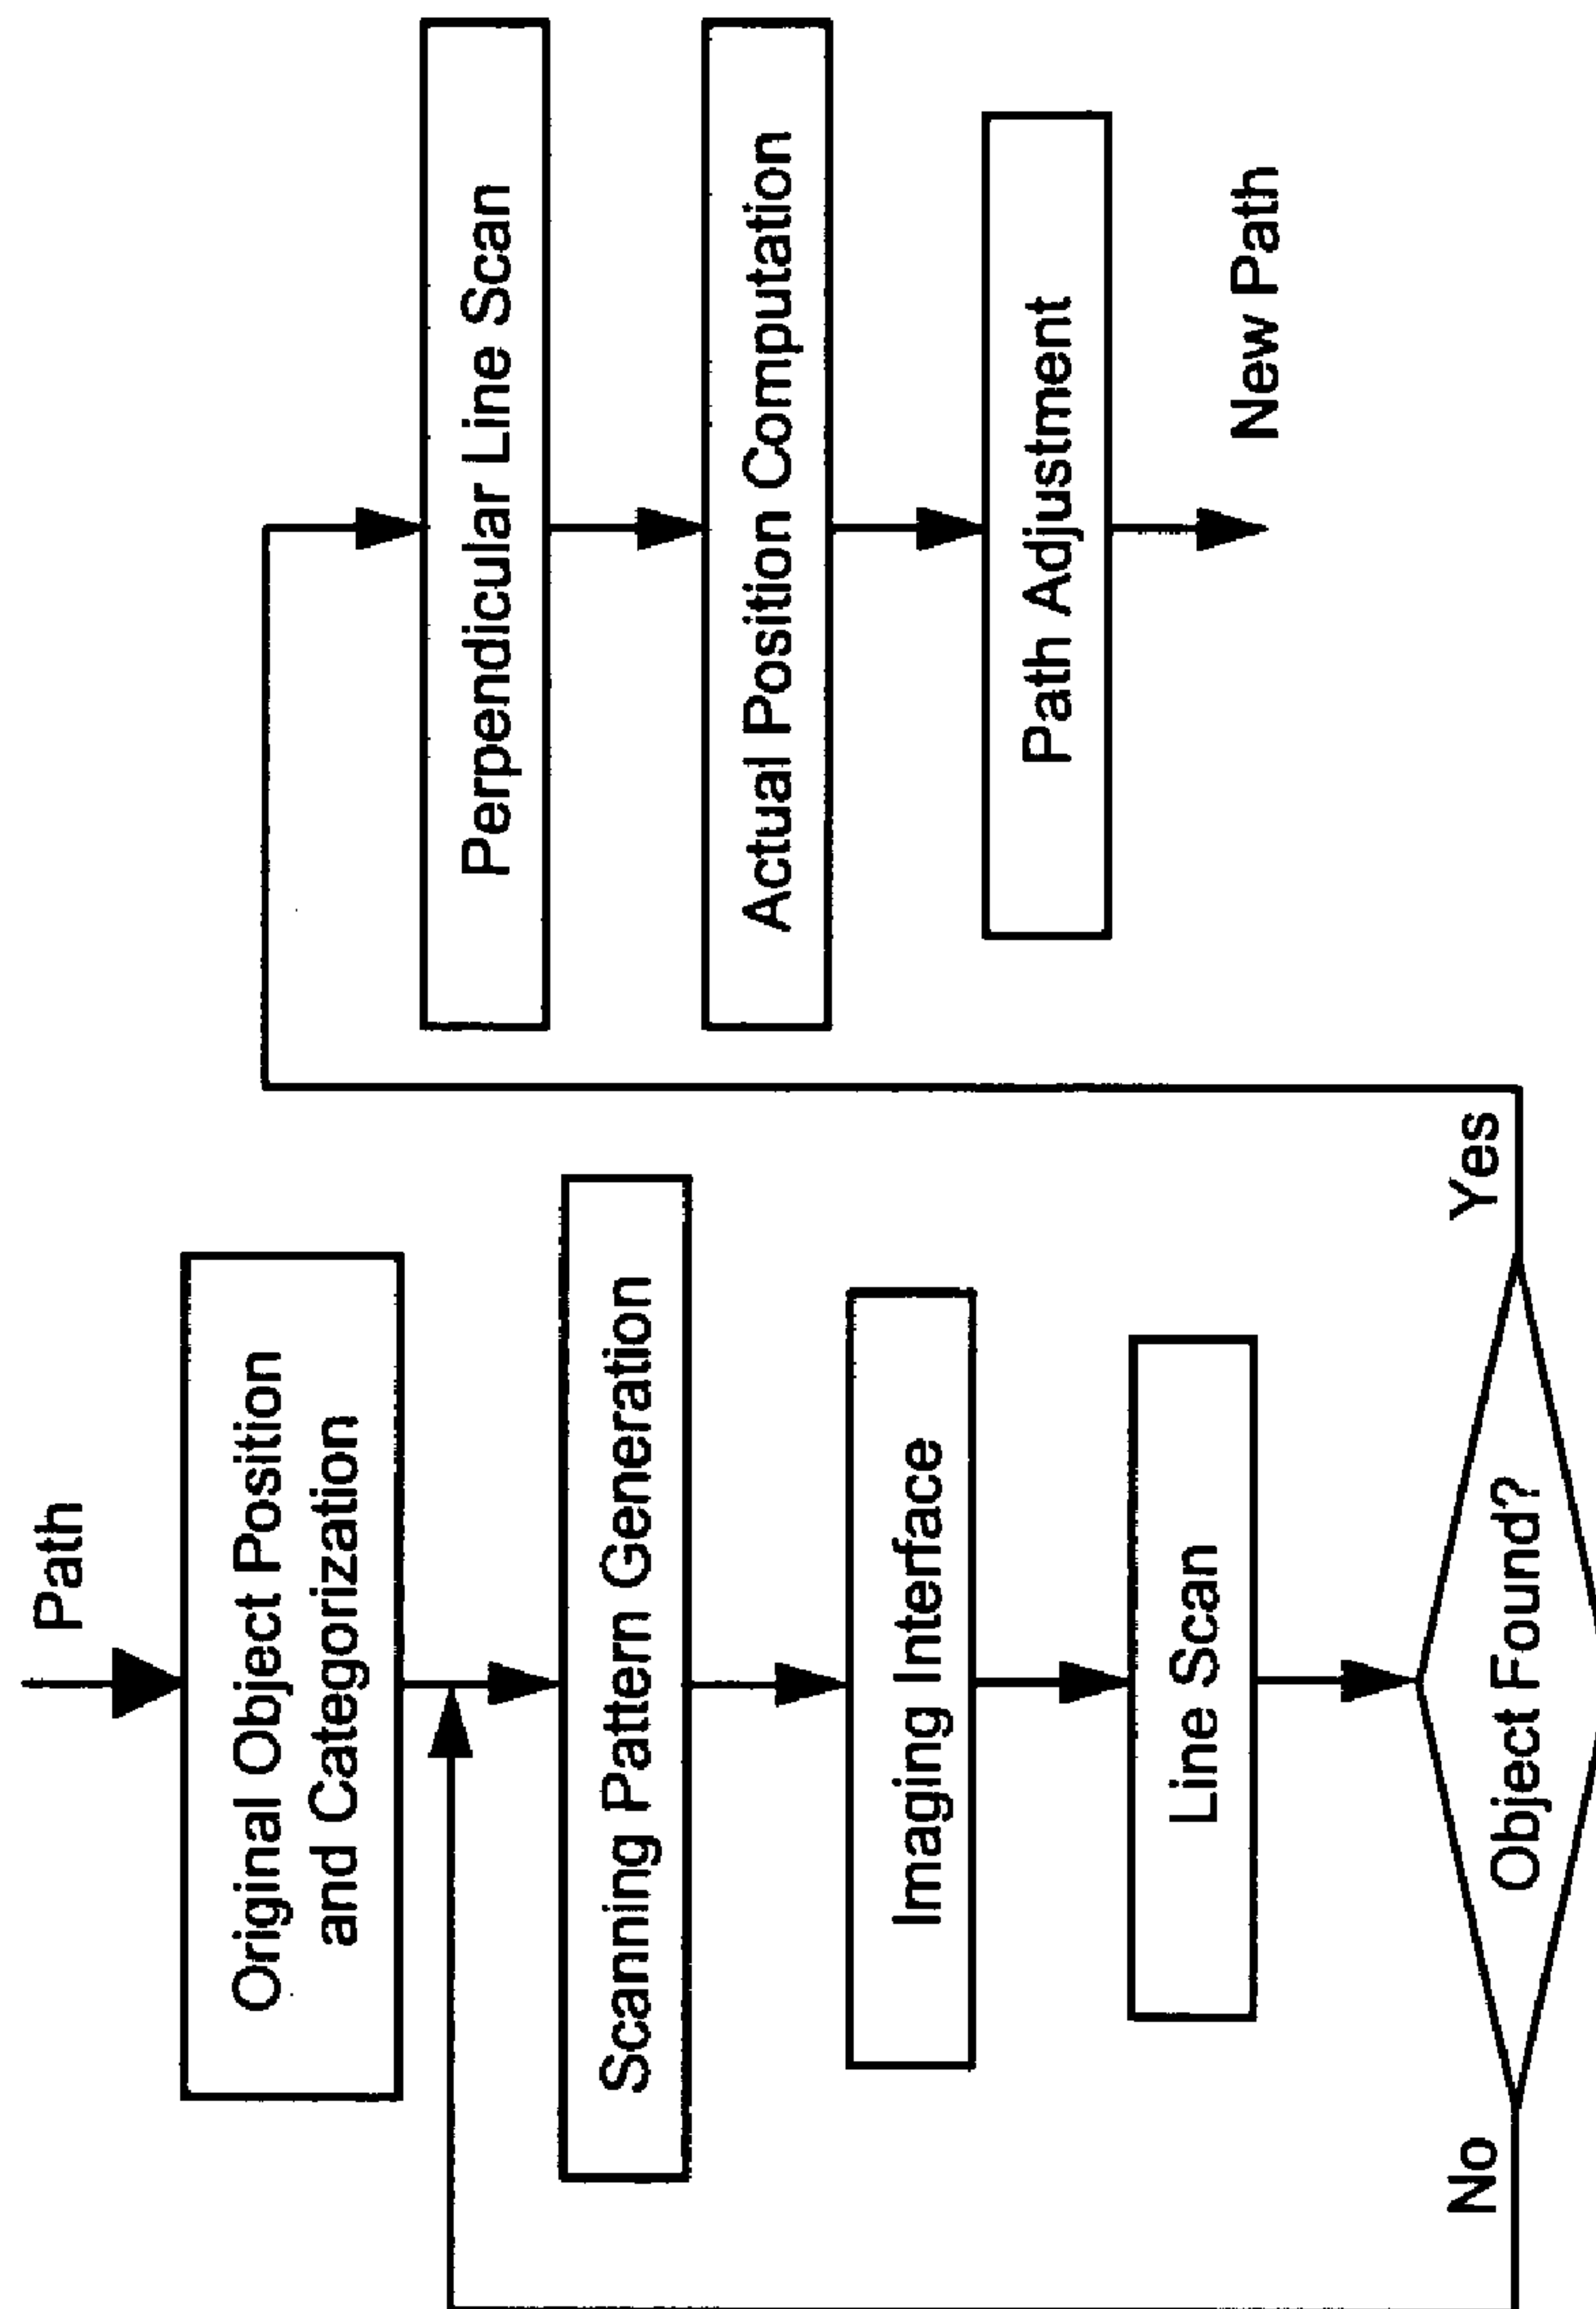 Path
Original Object Position
and Categorization
Scanning Pattern Generation
Imaging Interface
Line Scan
Object Found?
No
Yes
Perpendicular Line Scan
Actual Position Computation
Path Adjustment
New Path